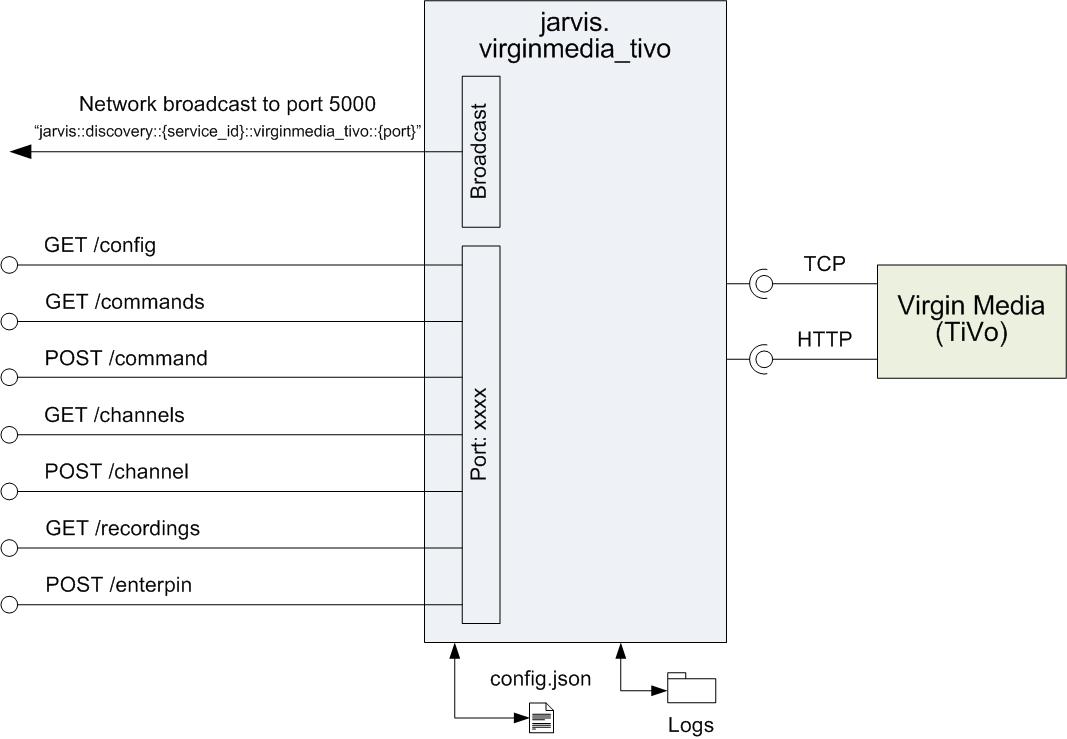 jarvis.
virginmedia_tivo
Network broadcast to port 5000
“jarvis::discovery::{service_id}::virginmedia_tivo::{port}”
Broadcast
GET /config
GET /commands
POST /command
GET /channels
POST /channel
GET /recordings
POST /enterpin
Port: xxxx
TCP
HTTP
Virgin Media
(TiVo)
config.json
Logs